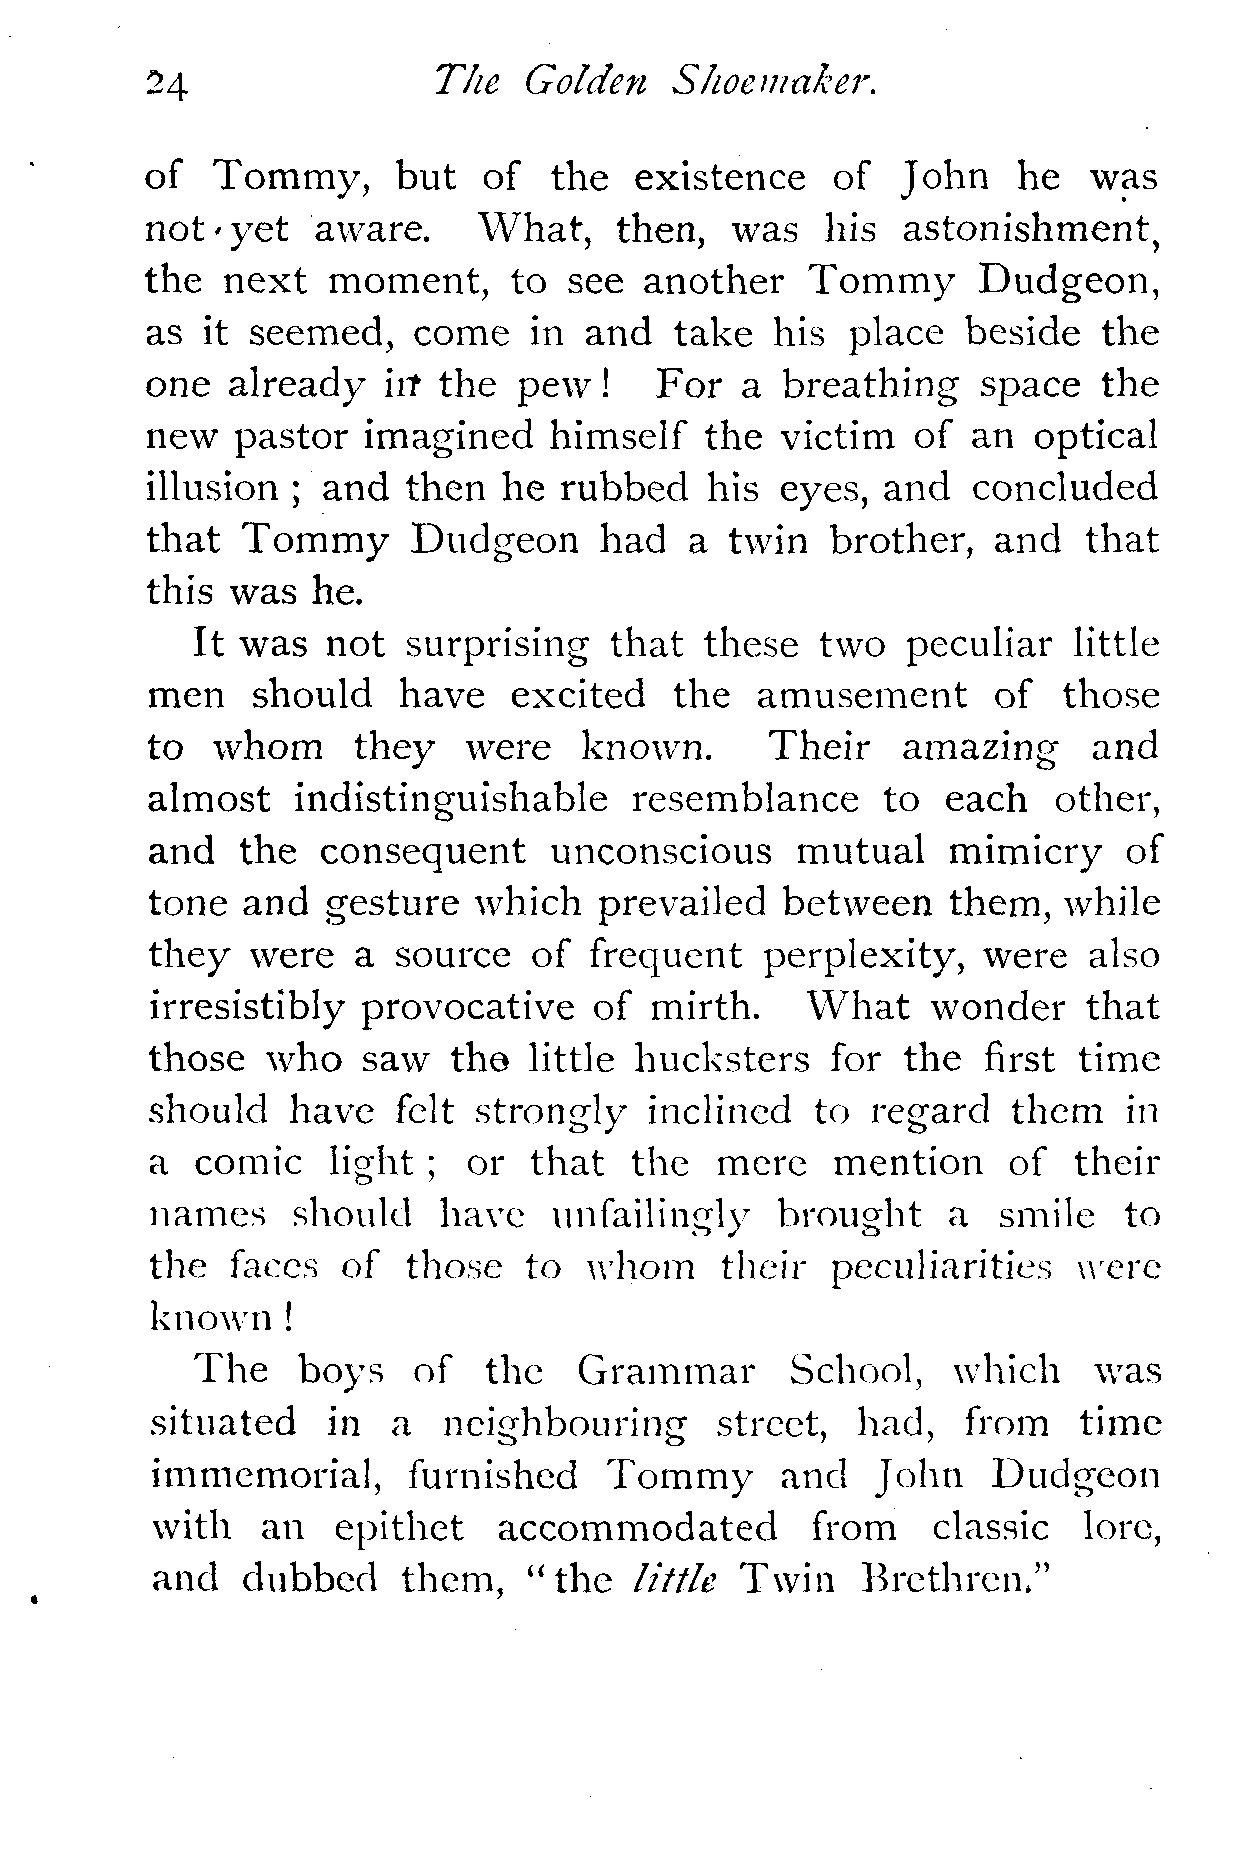 24 The Golden Shoemaker.
of Tommy, but of the existence of John he was
not yet aware. What, then, was his astonishment,
the next moment, to see another Tommy Dudgeon,
as it seemed, come in and take his place beside the
one already in the pew! For a breathing space the
new pastor imagined himself the victim of an optical
illusion; and then he rubbed his eyes, and concluded
that Tommy Dudgeon had a twin brother, and that
this was he.
It was not surprising that these two peculiar little
men should have excited the amusement of those
to whom they were known. Their amazing and
almost indistinguishable resemblance to each other,
and the consequent unconscious mutual mimicry of
tone and gesture which prevailed between them, while
they were a source of frequent perplexity, were also
irresistibly provocative of mirth. What wonder that
those who saw the little hucksters for the first time
should have felt strongly inclined to regard them in
a comic light; or that the mere mention of their
names should have unfailingly brought a smile to
the faces of those to whom their peculiarities were
known!
The boys of the Grammar School, which was
situated in a neighbouring street, had, from time
immemorial, furnished Tommy and John Dudgeon
with an epithet accommodated from classic lore,
and dubbed them, "the little Twin Brethren."